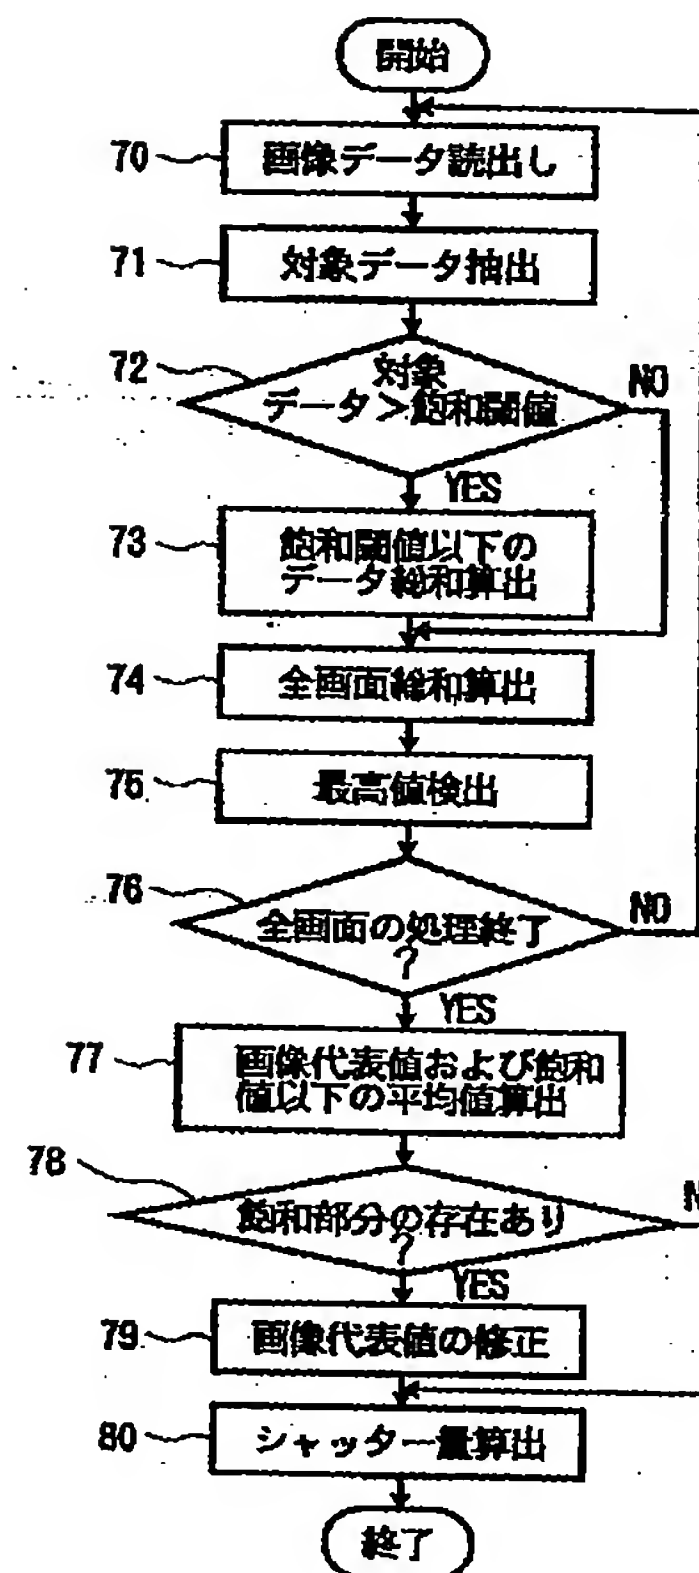 開始
70
画像データ読出し
71
対象データ抽出
72
対象
データ>飽和閾値
NO
YES
73
飽和閾値以下の
データ総和算出
74
全画面総和算出
75
最高値検出
76
全画面の処理終了
?
NO
YES
77
画像代表値および飽和
値以下の平均値算出
78
飽和部分の存在あり
?
YES
79
画像代表値の修正
80
シャッター量算出
終了